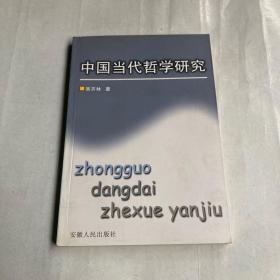 中国当代哲学研究
著
zhongguo
dangdai
zhexue yanjiu
安徽人民出版社